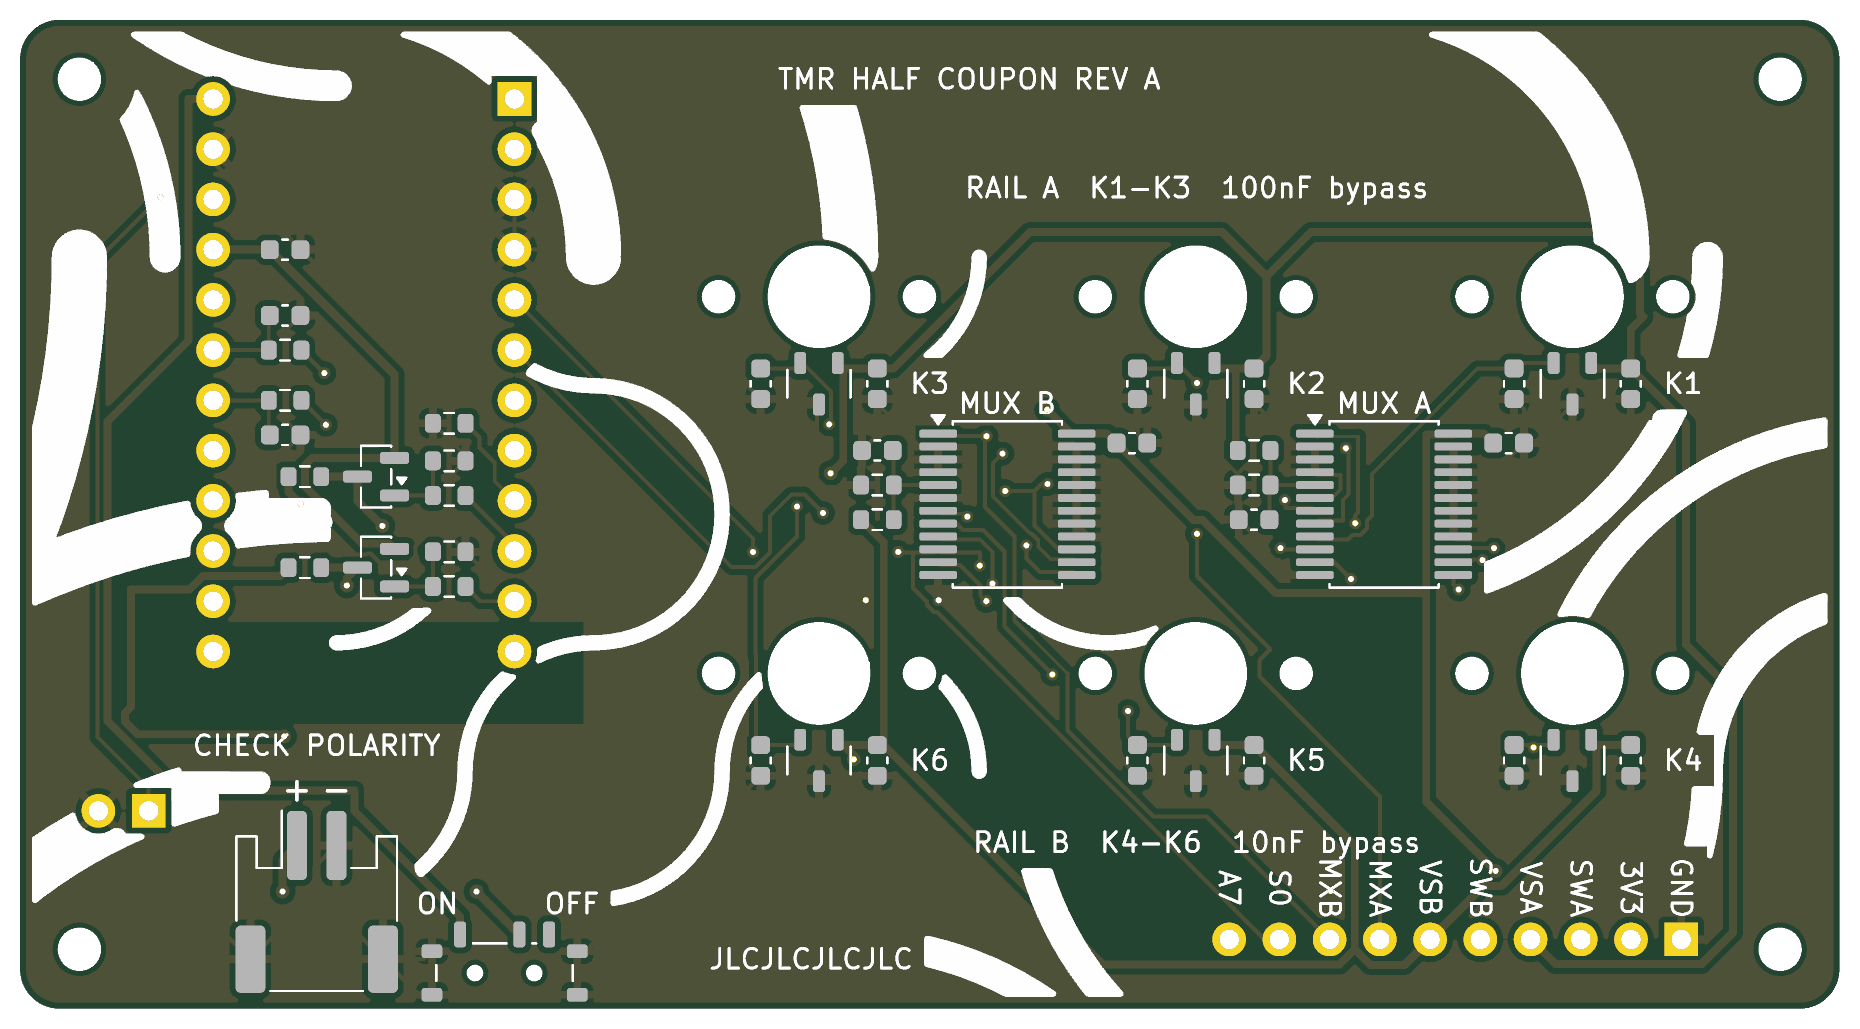 TMR HALF COUPON REV A
RAIL A K1-K3 100nF bypass
K3
K2
K1
MUX B
MUX A
CHECK POLARITY
+ -
K6
K5
K4
RAIL B K4-K6 10nF bypass
ON
OFF
A7
S0
MXB
MXA
VSB
SWB
VSA
SWA
3V3
GND
JLCJLCJLCJLC